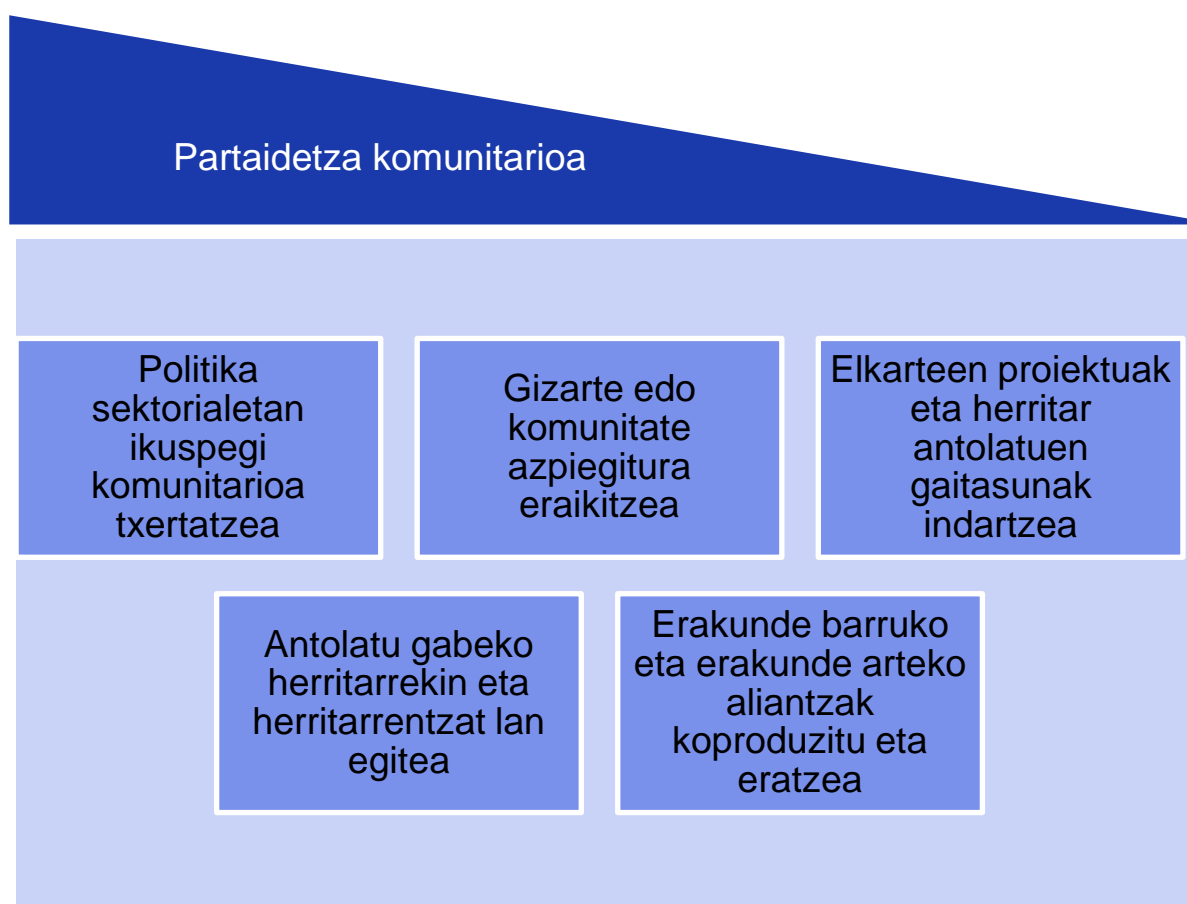 Partaidetza komunitarioa
Politika
sektorialetan
ikuspegi
komunitarioa
txertatzea
Gizarte edo
komunitate
azpiegitura
eraikitzea
Elkarteen proiektuak
eta herritar
antolatuen
gaitasunak
indartzea
Antolatu gabeko
herritarrekin eta
herritarrentzat lan
egitea
Erakunde barruko
eta erakunde arteko
aliantzak
koproduzitu eta
eratzea